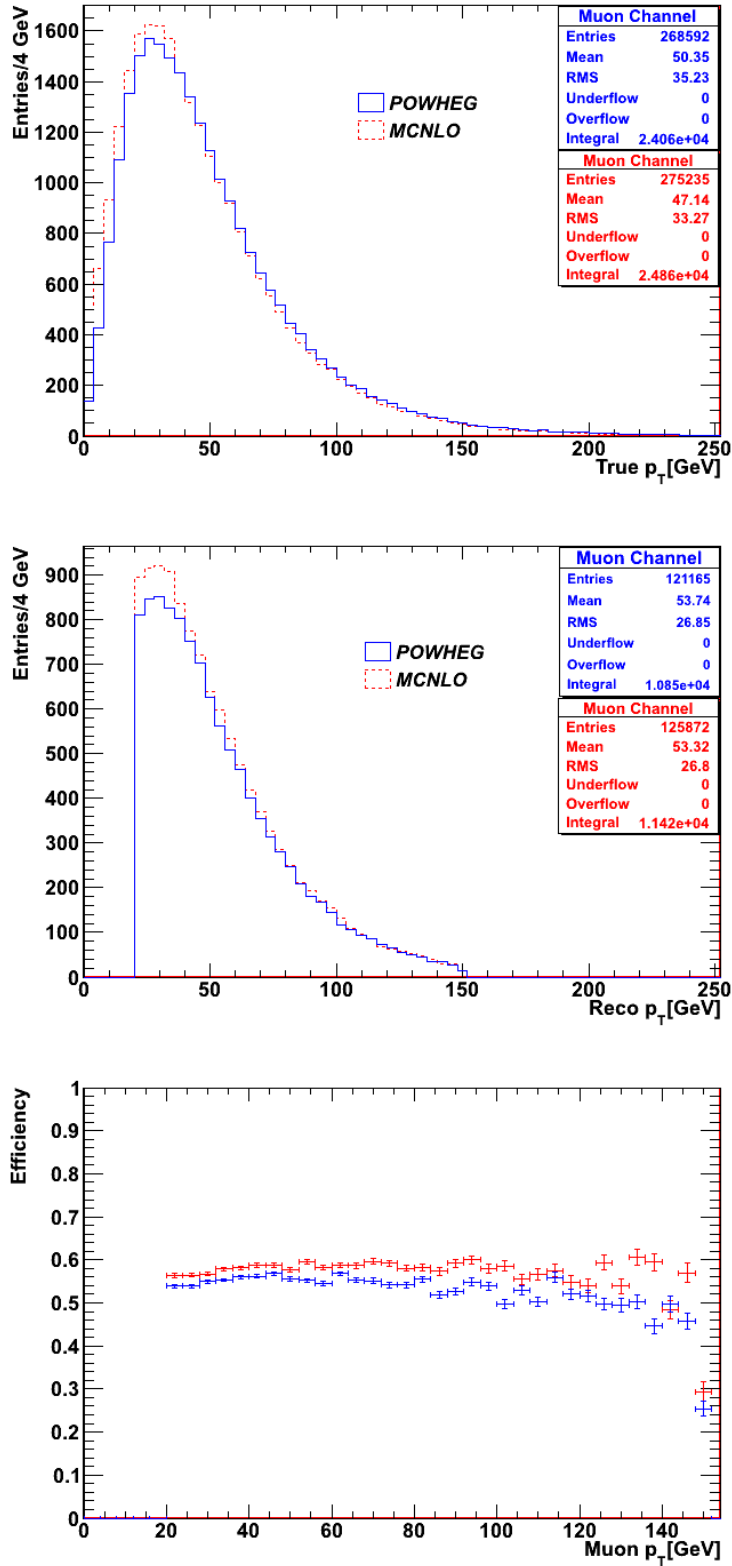 Entries/4 GeV
1600
1400
1200
1000
800
600
400
200
0
0 50 100 150 200 250
True pT[GeV]
POWHEG
MCNLO
Muon Channel
Entries 268592
Mean 50.35
RMS 35.23
Underflow 0
Overflow 0
Integral 2.406e+04
Muon Channel
Entries 275235
Mean 47.14
RMS 33.27
Underflow 0
Overflow 0
Integral 2.486e+04
Entries/4 GeV
900
800
700
600
500
400
300
200
100
0
0 50 100 150 200 250
Reco pT[GeV]
POWHEG
MCNLO
Muon Channel
Entries 121165
Mean 53.74
RMS 26.85
Underflow 0
Overflow 0
Integral 1.085e+04
Muon Channel
Entries 125872
Mean 53.32
RMS 26.8
Underflow 0
Overflow 0
Integral 1.142e+04
Efficiency
1
0.9
0.8
0.7
0.6
0.5
0.4
0.3
0.2
0.1
0
0 20 40 60 80 100 120 140
Muon pT[GeV]